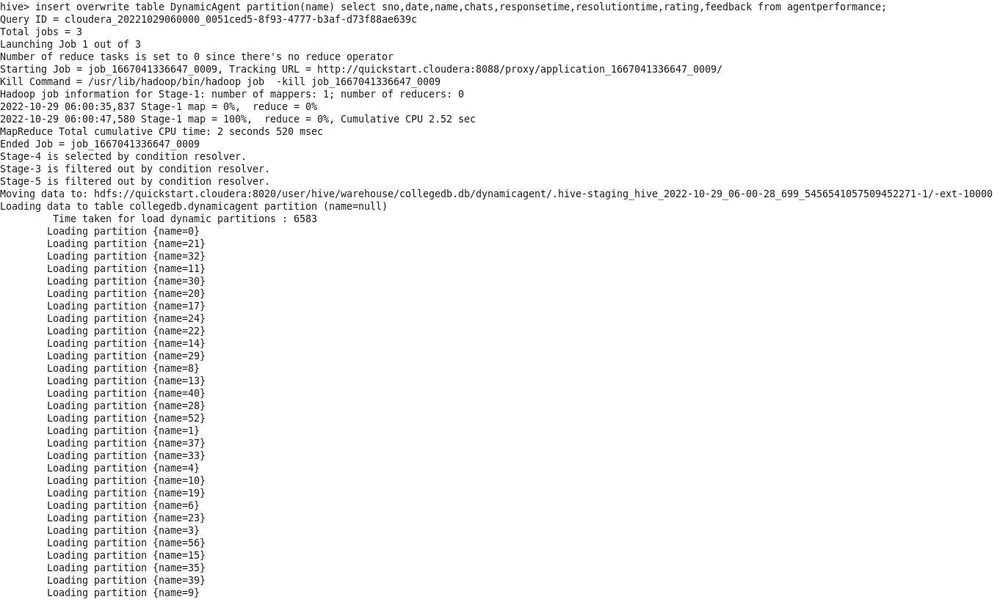 hive> insert overwrite table DynamicAgent partition(name) select sno,date,name,chats,responsetime,resolutiontime,rating,feedback from agentperformance;
Query ID = cloudera_20221029060000_0051ced5-8f93-4777-b3af-d73f88ae639c
Total jobs = 3
Launching Job 1 out of 3
Number of reduce tasks is set to 0 since there's no reduce operator
Starting Job = job_1667041336647_0009, Tracking URL = http://quickstart.cloudera:8088/proxy/application_1667041336647_0009/
Kill Command = /usr/lib/hadoop/bin/hadoop job  -kill job_1667041336647_0009
Hadoop job information for Stage-1: number of mappers: 1; number of reducers: 0
2022-10-29 06:00:35,837 Stage-1 map = 0%,  reduce = 0%
2022-10-29 06:00:47,580 Stage-1 map = 100%,  reduce = 0%, Cumulative CPU 2.52 sec
MapReduce Total cumulative CPU time: 2 seconds 520 msec
Ended Job = job_1667041336647_0009
Stage-4 is selected by condition resolver.
Stage-3 is filtered out by condition resolver.
Stage-5 is filtered out by condition resolver.
Moving data to: hdfs://quickstart.cloudera:8020/user/hive/warehouse/collegedb.db/dynamicagent/.hive-staging_hive_2022-10-29_06-00-28_699_5456541057509452271-1/-ext-10000
Loading data to table collegedb.dynamicagent partition (name=null)
Time taken for load dynamic partitions : 6583
Loading partition {name=0}
Loading partition {name=21}
Loading partition {name=32}
Loading partition {name=11}
Loading partition {name=30}
Loading partition {name=20}
Loading partition {name=17}
Loading partition {name=24}
Loading partition {name=22}
Loading partition {name=14}
Loading partition {name=29}
Loading partition {name=8}
Loading partition {name=13}
Loading partition {name=40}
Loading partition {name=28}
Loading partition {name=52}
Loading partition {name=1}
Loading partition {name=37}
Loading partition {name=33}
Loading partition {name=4}
Loading partition {name=10}
Loading partition {name=19}
Loading partition {name=6}
Loading partition {name=23}
Loading partition {name=3}
Loading partition {name=56}
Loading partition {name=15}
Loading partition {name=35}
Loading partition {name=39}
Loading partition {name=9}